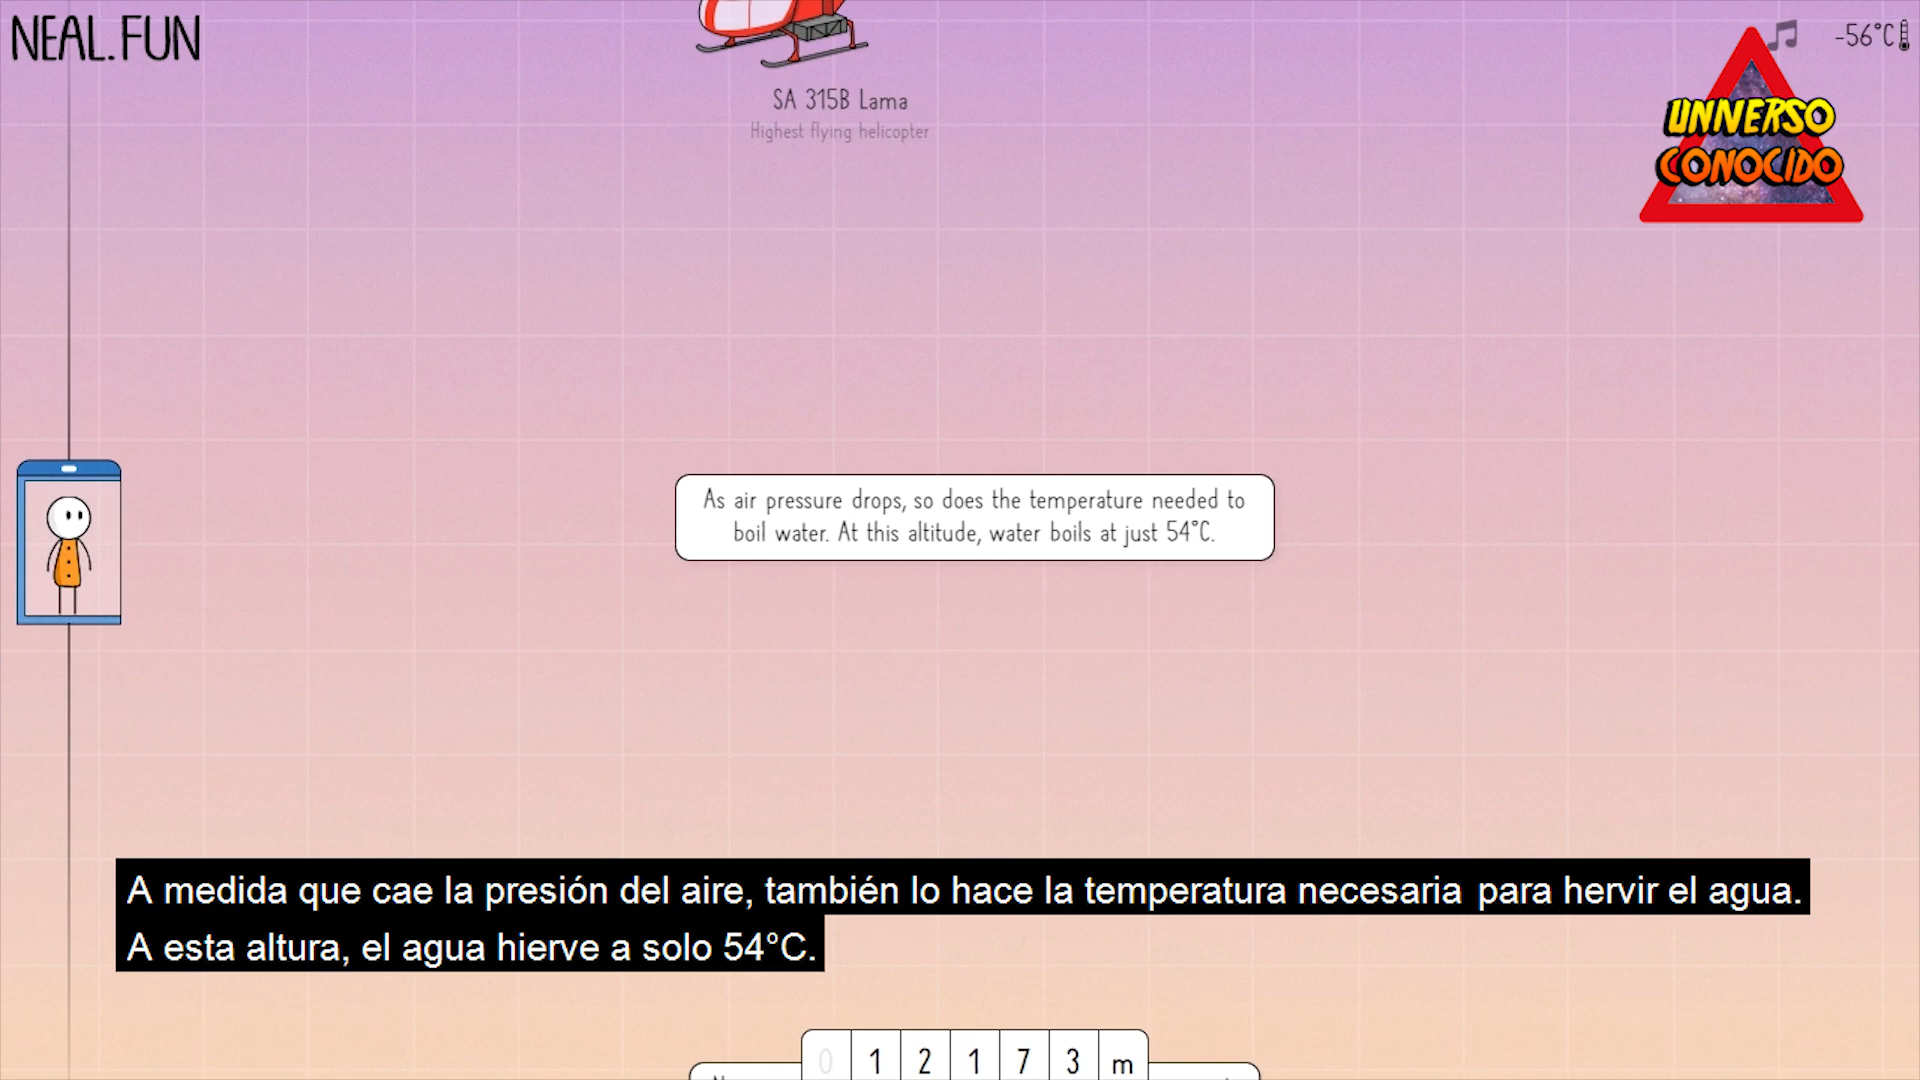 NEAL.FUN
-56°C
SA 315B Lama
Highest flying helicopter
UNIVERSO
CONOCIDO
As air pressure drops, so does the temperature needed to
boil water. At this altitude, water boils at just 54°C.
A medida que cae la presión del aire, también lo hace la temperatura necesaria para hervir el agua.
A esta altura, el agua hierve a solo 54°C.
0 1 2 1 7 3 m